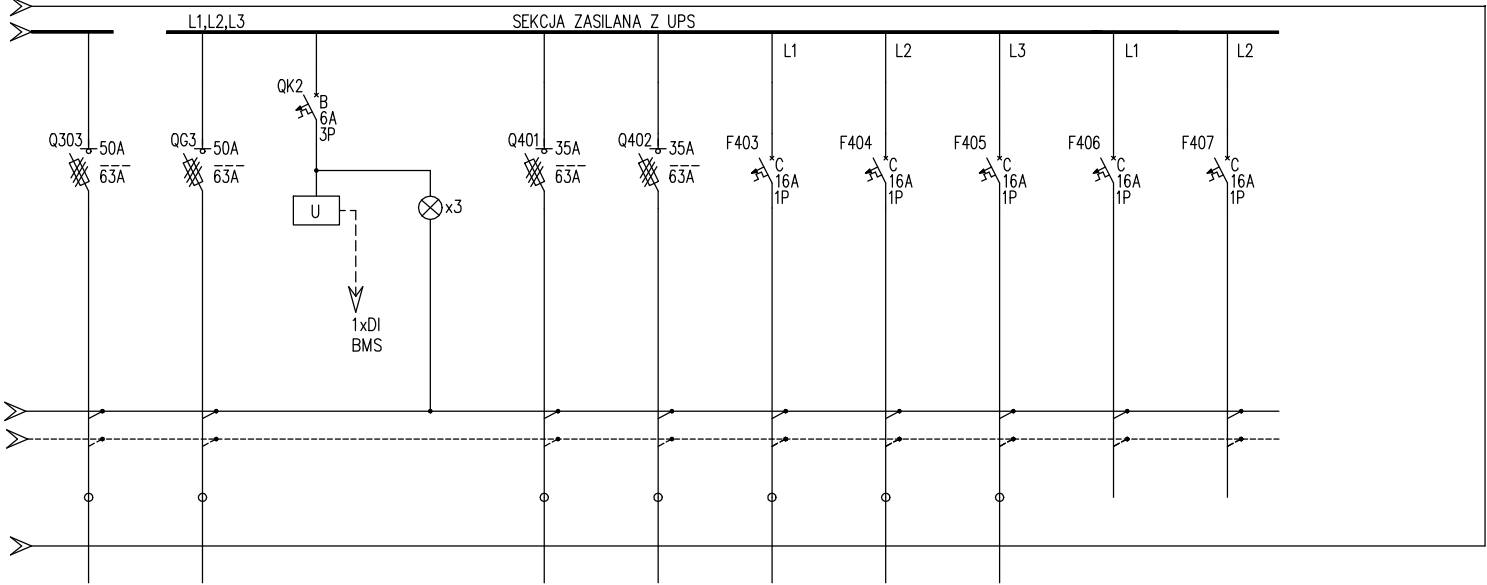 L1,L2,L3
SEKCJA ZASILANA Z UPS
L1
L2
L3
L1
L2
QK2
B
6A
3P
Q303
50A
63A
QG3
50A
63A
Q401
35A
63A
Q402
35A
63A
F403
C
16A
1P
F404
C
16A
1P
F405
C
16A
1P
F406
C
16A
1P
F407
C
16A
1P
U
x3
1xDI
BMS